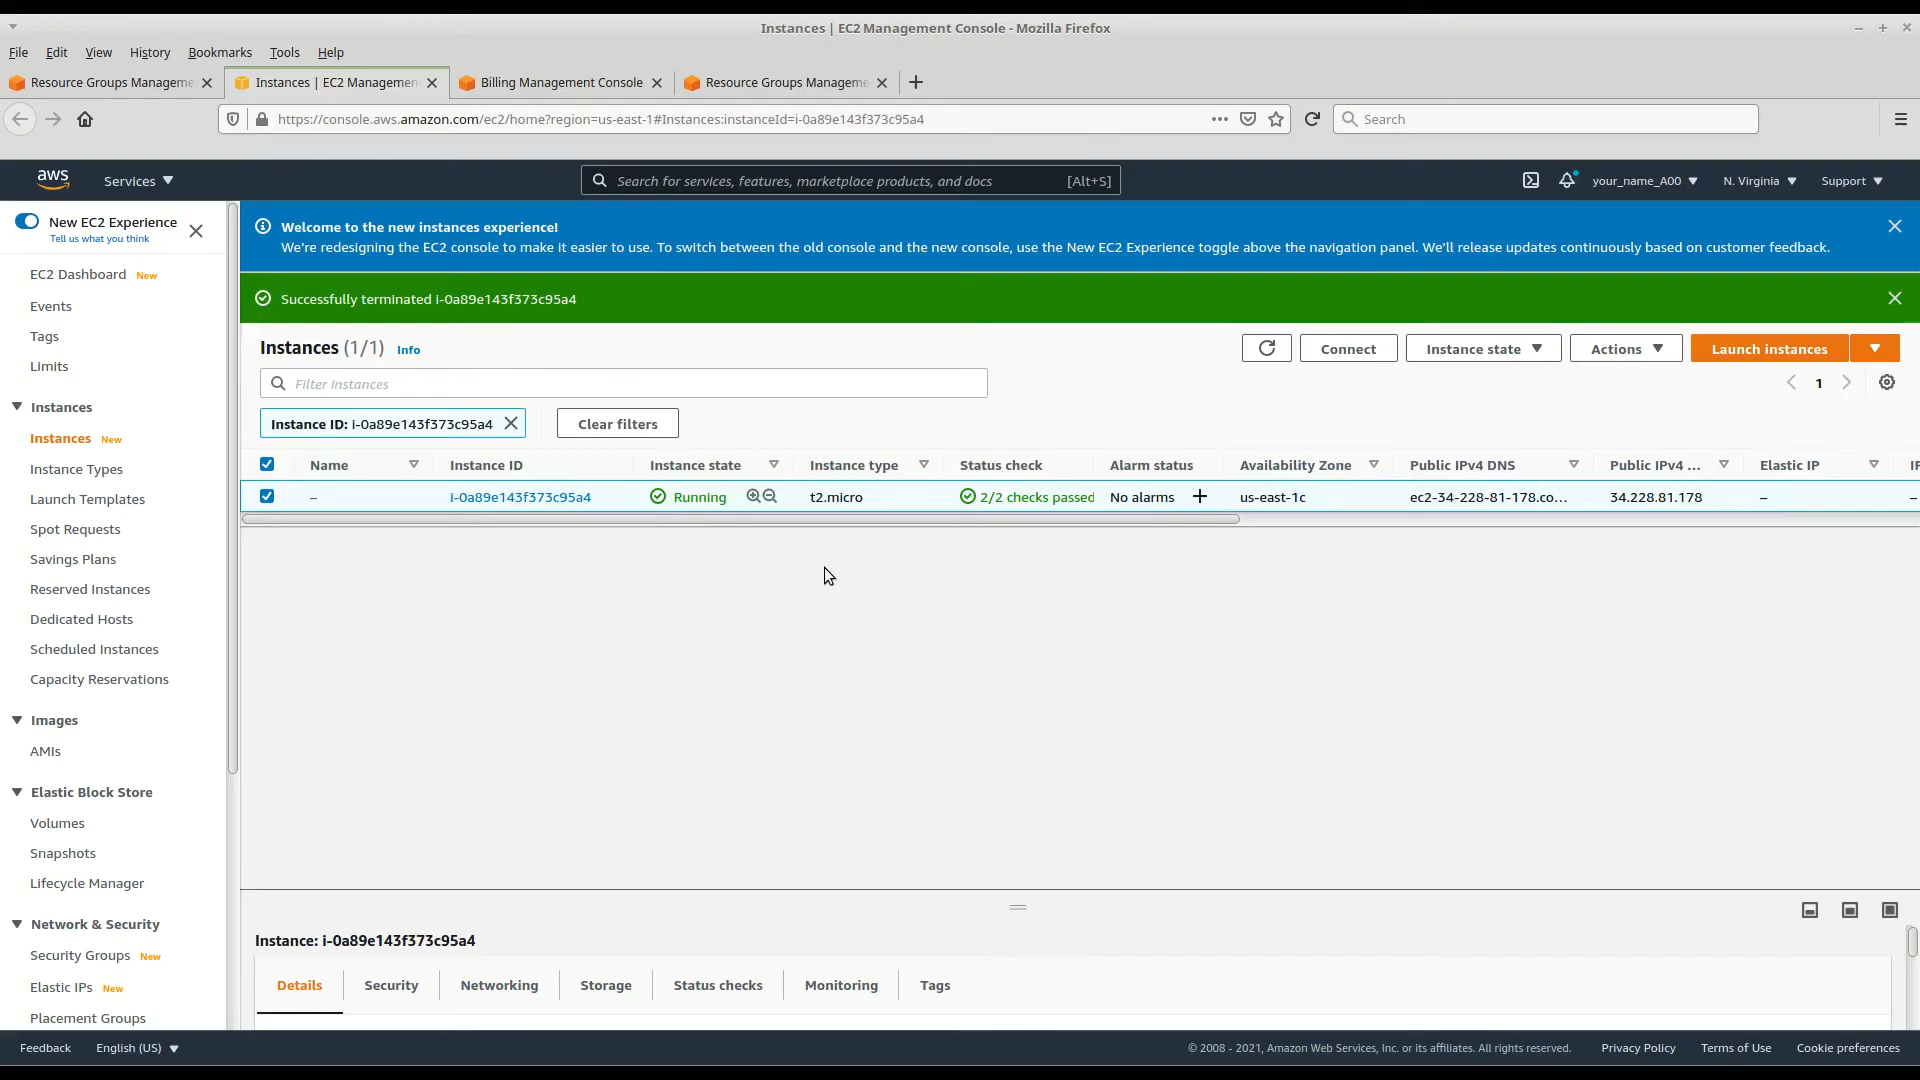 Instances | EC2 Management Console - Mozilla Firefox
File Edit View History Bookmarks Tools Help
Resource Groups Manageme
Instances | EC2 Managemen
Billing Management Console
Resource Groups Manageme
https://console.aws.amazon.com/ec2/home?region=us-east-1#Instances:instanceId=i-0a89e143f373c95a4
Search
aws
Services
Search for services, features, marketplace products, and docs
[Alt+S]
your_name_A00
N. Virginia
Support
New EC2 Experience
Tell us what you think
EC2 Dashboard New
Events
Tags
Limits
Instances
Instances New
Instance Types
Launch Templates
Spot Requests
Savings Plans
Reserved Instances
Dedicated Hosts
Scheduled Instances
Capacity Reservations
Images
AMIs
Elastic Block Store
Volumes
Snapshots
Lifecycle Manager
Network & Security
Security Groups New
Elastic IPs New
Placement Groups
Welcome to the new instances experience!
We're redesigning the EC2 console to make it easier to use. To switch between the old console and the new console, use the New EC2 Experience toggle above the navigation panel. We'll release updates continuously based on customer feedback.
Successfully terminated i-0a89e143f373c95a4
Instances (1/1) Info
Connect
Instance state
Actions
Launch instances
Filter instances
1
Instance ID: i-0a89e143f373c95a4
Clear filters
Name Instance ID Instance state Instance type Status check Alarm status Availability Zone Public IPv4 DNS Public IPv4 ... Elastic IP IP
– i-0a89e143f373c95a4 Running t2.micro 2/2 checks passed No alarms us-east-1c ec2-34-228-81-178.co... 34.228.81.178 – –
Instance: i-0a89e143f373c95a4
Details Security Networking Storage Status checks Monitoring Tags
Feedback English (US) © 2008 - 2021, Amazon Web Services, Inc. or its affiliates. All rights reserved. Privacy Policy Terms of Use Cookie preferences